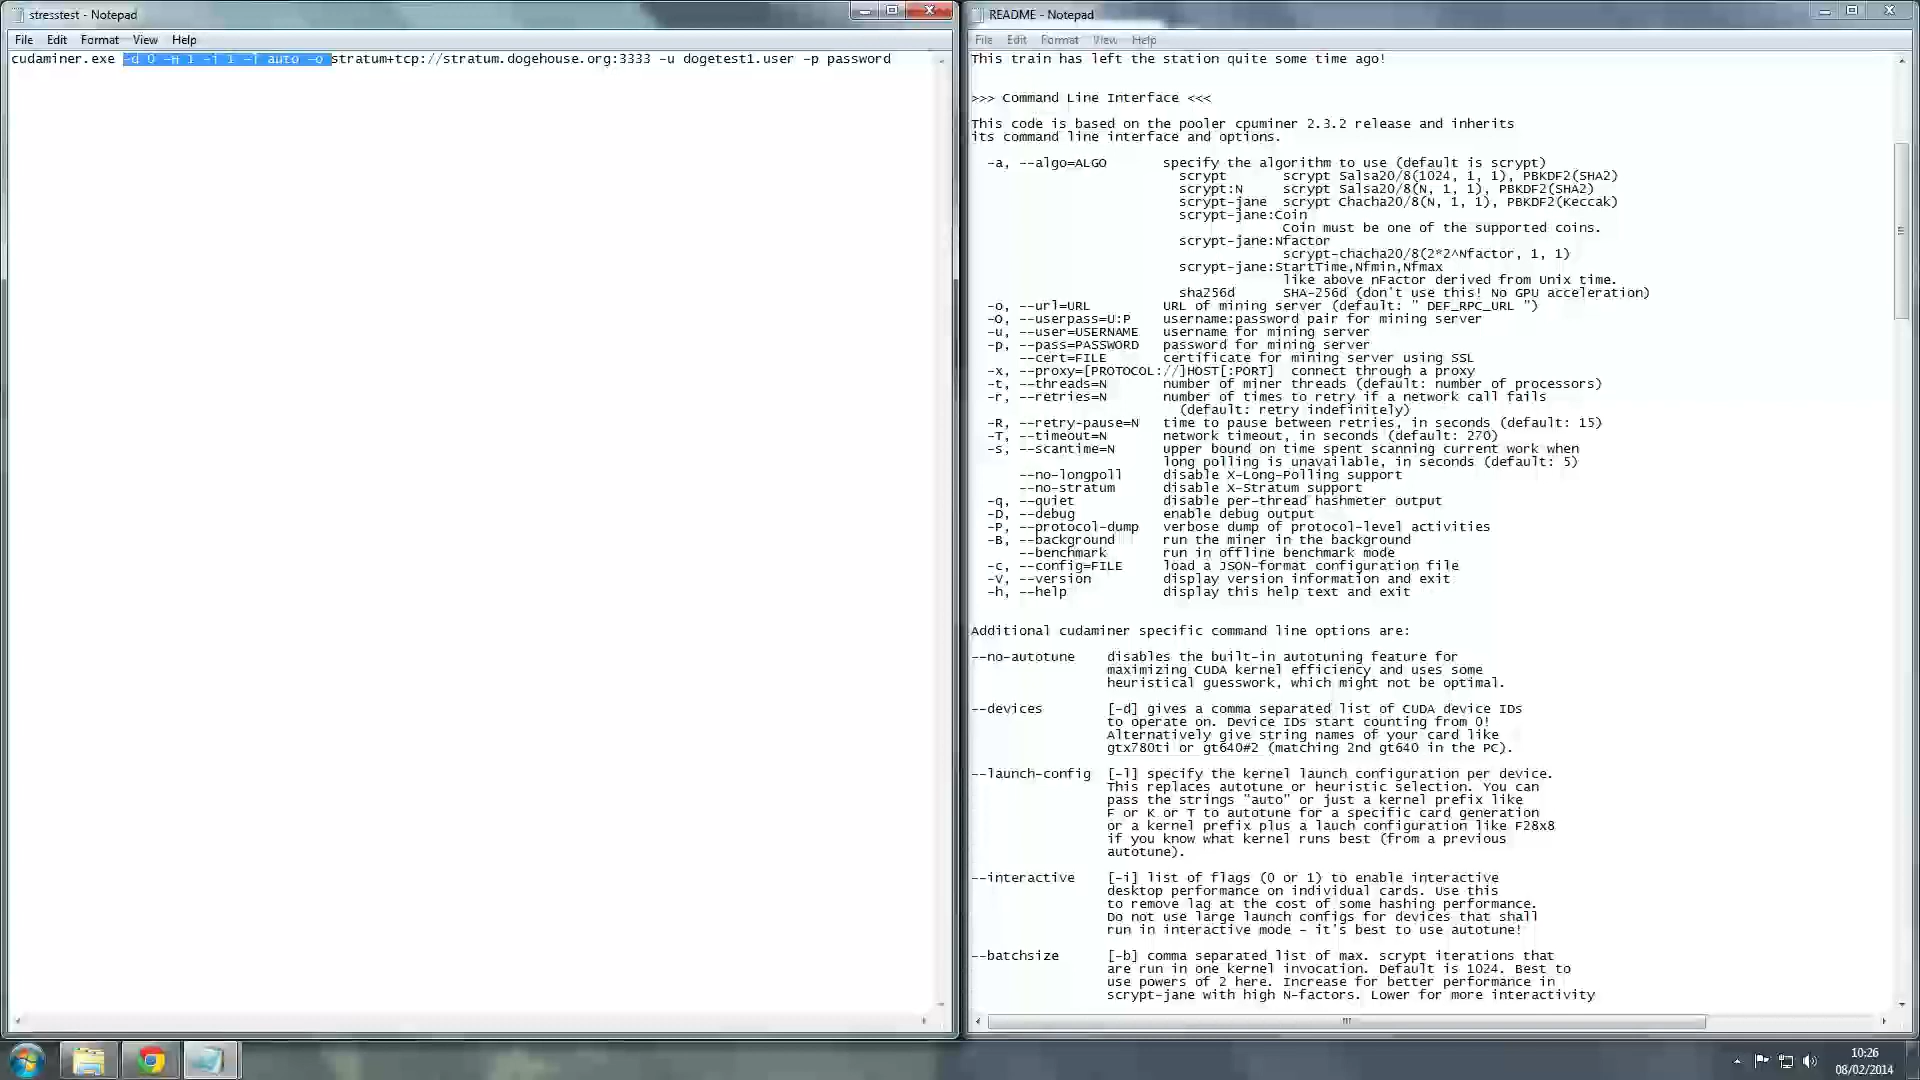 stresstest - Notepad
File Edit Format View Help
cudaminer.exe -d 0 -H 1 -i 1 -l auto -o stratum+tcp://stratum.dogehouse.org:3333 -u dogetest1.user -p password
README - Notepad
File Edit Format View Help
This train has left the station quite some time ago!
>>> Command Line Interface <<<
This code is based on the pooler cpuminer 2.3.2 release and inherits
its command line interface and options.
-a, --algo=ALGO specify the algorithm to use (default is scrypt)
scrypt scrypt Salsa20/8(1024, 1, 1), PBKDF2(SHA2)
scrypt:N scrypt Salsa20/8(N, 1, 1), PBKDF2(SHA2)
scrypt-jane scrypt Chacha20/8(N, 1, 1), PBKDF2(Keccak)
scrypt-jane:Coin
Coin must be one of the supported coins.
scrypt-jane:Nfactor
scrypt-chacha20/8(2*2^Nfactor, 1, 1)
scrypt-jane:StartTime,Nfmin,Nfmax
like above nFactor derived from Unix time.
sha256d SHA-256d (don't use this! No GPU acceleration)
-o, --url=URL URL of mining server (default: " DEF_RPC_URL ")
-O, --userpass=U:P username:password pair for mining server
-u, --user=USERNAME username for mining server
-p, --pass=PASSWORD password for mining server
--cert=FILE certificate for mining server using SSL
-x, --proxy=[PROTOCOL://]HOST[:PORT] connect through a proxy
-t, --threads=N number of miner threads (default: number of processors)
-r, --retries=N number of times to retry if a network call fails
(default: retry indefinitely)
-R, --retry-pause=N time to pause between retries, in seconds (default: 15)
-T, --timeout=N network timeout, in seconds (default: 270)
-s, --scantime=N upper bound on time spent scanning current work when
long polling is unavailable, in seconds (default: 5)
--no-longpoll disable X-Long-Polling support
--no-stratum disable X-Stratum support
-q, --quiet disable per-thread hashmeter output
-D, --debug enable debug output
-P, --protocol-dump verbose dump of protocol-level activities
-B, --background run the miner in the background
--benchmark run in offline benchmark mode
-c, --config=FILE load a JSON-format configuration file
-V, --version display version information and exit
-h, --help display this help text and exit
Additional cudaminer specific command line options are:
--no-autotune disables the built-in autotuning feature for
maximizing CUDA kernel efficiency and uses some
heuristical guesswork, which might not be optimal.
--devices [-d] gives a comma separated list of CUDA device IDs
to operate on. Device IDs start counting from 0!
Alternatively give string names of your card like
gtx780ti or gt640#2 (matching 2nd gt640 in the PC).
--launch-config [-l] specify the kernel launch configuration per device.
This replaces autotune or heuristic selection. You can
pass the strings "auto" or just a kernel prefix like
F or K or T to autotune for a specific card generation
or a kernel prefix plus a lauch configuration like F28x8
if you know what kernel runs best (from a previous
autotune).
--interactive [-i] list of flags (0 or 1) to enable interactive
desktop performance on individual cards. Use this
to remove lag at the cost of some hashing performance.
Do not use large launch configs for devices that shall
run in interactive mode - it's best to use autotune!
--batchsize [-b] comma separated list of max. scrypt iterations that
are run in one kernel invocation. Default is 1024. Best to
use powers of 2 here. Increase for better performance in
scrypt-jane with high N-factors. Lower for more interactivity
10:26
08/02/2014